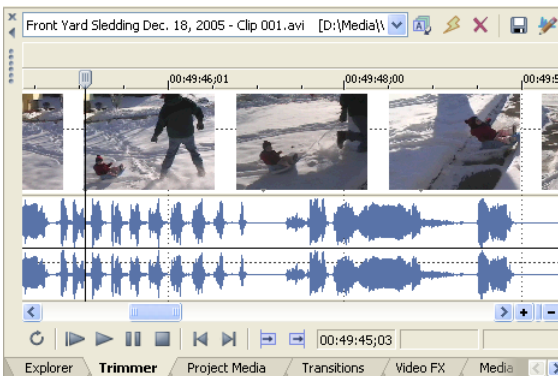 Front Yard Sledding Dec. 18, 2005 - Clip 001.avi [D:\Media\
00:49:46;01 00:49:48;00 00:49:5
00:49:45;03
Explorer Trimmer Project Media Transitions Video FX Media